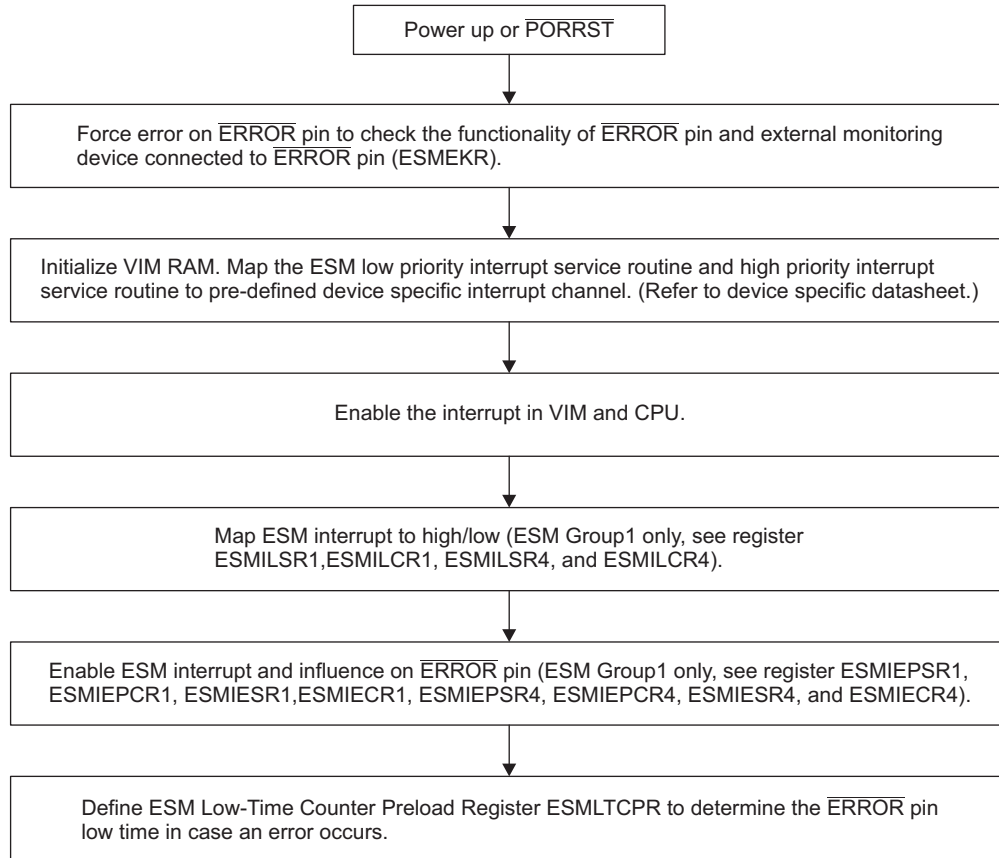 Power up or PORRST
Force error on ERROR pin to check the functionality of ERROR pin and external monitoring
device connected to ERROR pin (ESMEKR).
Initialize VIM RAM. Map the ESM low priority interrupt service routine and high priority interrupt
service routine to pre-defined device specific interrupt channel. (Refer to device specific datasheet.)
Enable the interrupt in VIM and CPU.
Map ESM interrupt to high/low (ESM Group1 only, see register
ESMILSR1,ESMILCR1, ESMILSR4, and ESMILCR4).
Enable ESM interrupt and influence on ERROR pin (ESM Group1 only, see register ESMIEPSR1,
ESMIEPCR1, ESMIESR1,ESMIECR1, ESMIEPSR4, ESMIEPCR4, ESMIESR4, and ESMIECR4).
Define ESM Low-Time Counter Preload Register ESMLTCPR to determine the ERROR pin
low time in case an error occurs.